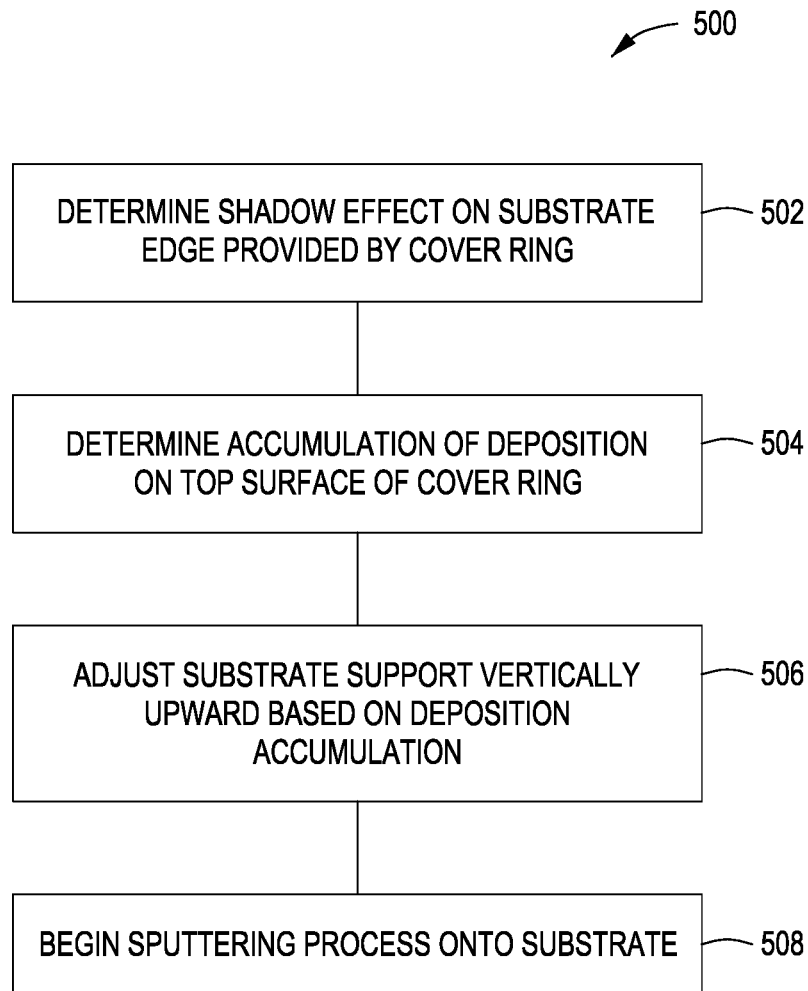 500
DETERMINE SHADOW EFFECT ON SUBSTRATE
EDGE PROVIDED BY COVER RING
502
DETERMINE ACCUMULATION OF DEPOSITION
ON TOP SURFACE OF COVER RING
504
ADJUST SUBSTRATE SUPPORT VERTICALLY
UPWARD BASED ON DEPOSITION
ACCUMULATION
506
BEGIN SPUTTERING PROCESS ONTO SUBSTRATE
508